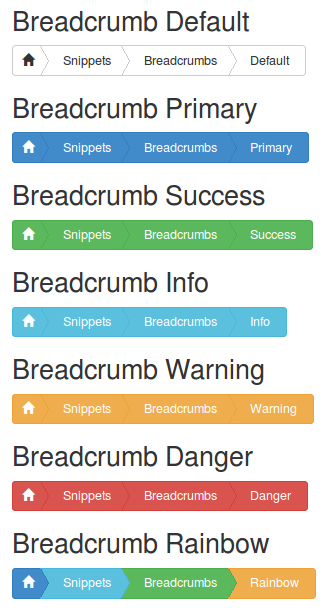 Breadcrumb Default
Snippets Breadcrumbs Default
Breadcrumb Primary
Snippets Breadcrumbs Primary
Breadcrumb Success
Snippets Breadcrumbs Success
Breadcrumb Info
Snippets Breadcrumbs Info
Breadcrumb Warning
Snippets Breadcrumbs Warning
Breadcrumb Danger
Snippets Breadcrumbs Danger
Breadcrumb Rainbow
Snippets Breadcrumbs Rainbow